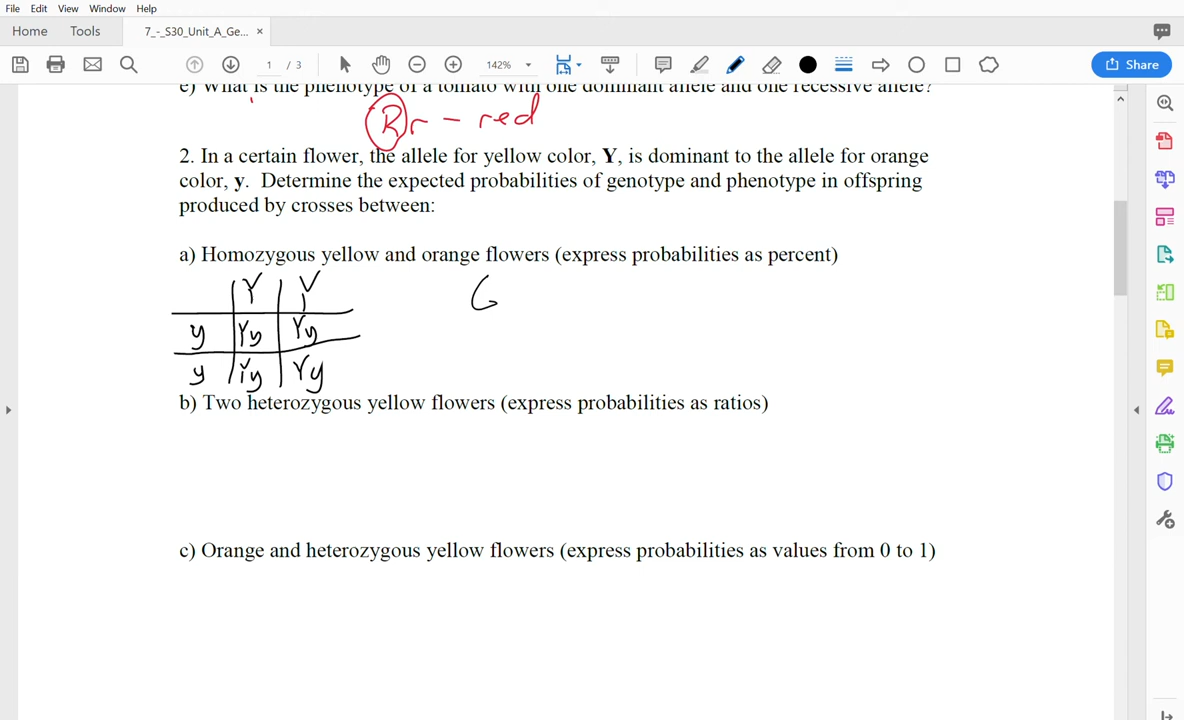 File Edit View Window Help
Home Tools 7_-_S30_Unit_A_Ge... ×
1 / 3 142% Share
e) What is the phenotype of a tomato with one dominant allele and one recessive allele?
Rr - red
2. In a certain flower, the allele for yellow color, Y, is dominant to the allele for orange
color, y. Determine the expected probabilities of genotype and phenotype in offspring
produced by crosses between:
a) Homozygous yellow and orange flowers (express probabilities as percent)
Y Y G
y Yy Yy
y Yy Yy
b) Two heterozygous yellow flowers (express probabilities as ratios)
c) Orange and heterozygous yellow flowers (express probabilities as values from 0 to 1)